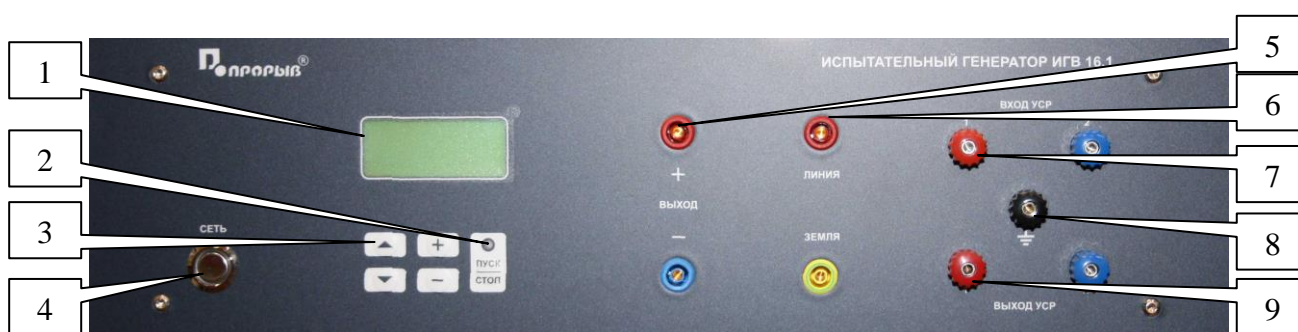 ПРОРЫВ®
ИСПЫТАТЕЛЬНЫЙ ГЕНЕРАТОР ИГВ 16.1
1
2
3
4
5
6
7
8
9
ВХОД УСР
+
ЛИНИЯ
ВЫХОД
СЕТЬ
+
ПУСК
СТОП
−
−
ЗЕМЛЯ
ВЫХОД УСР